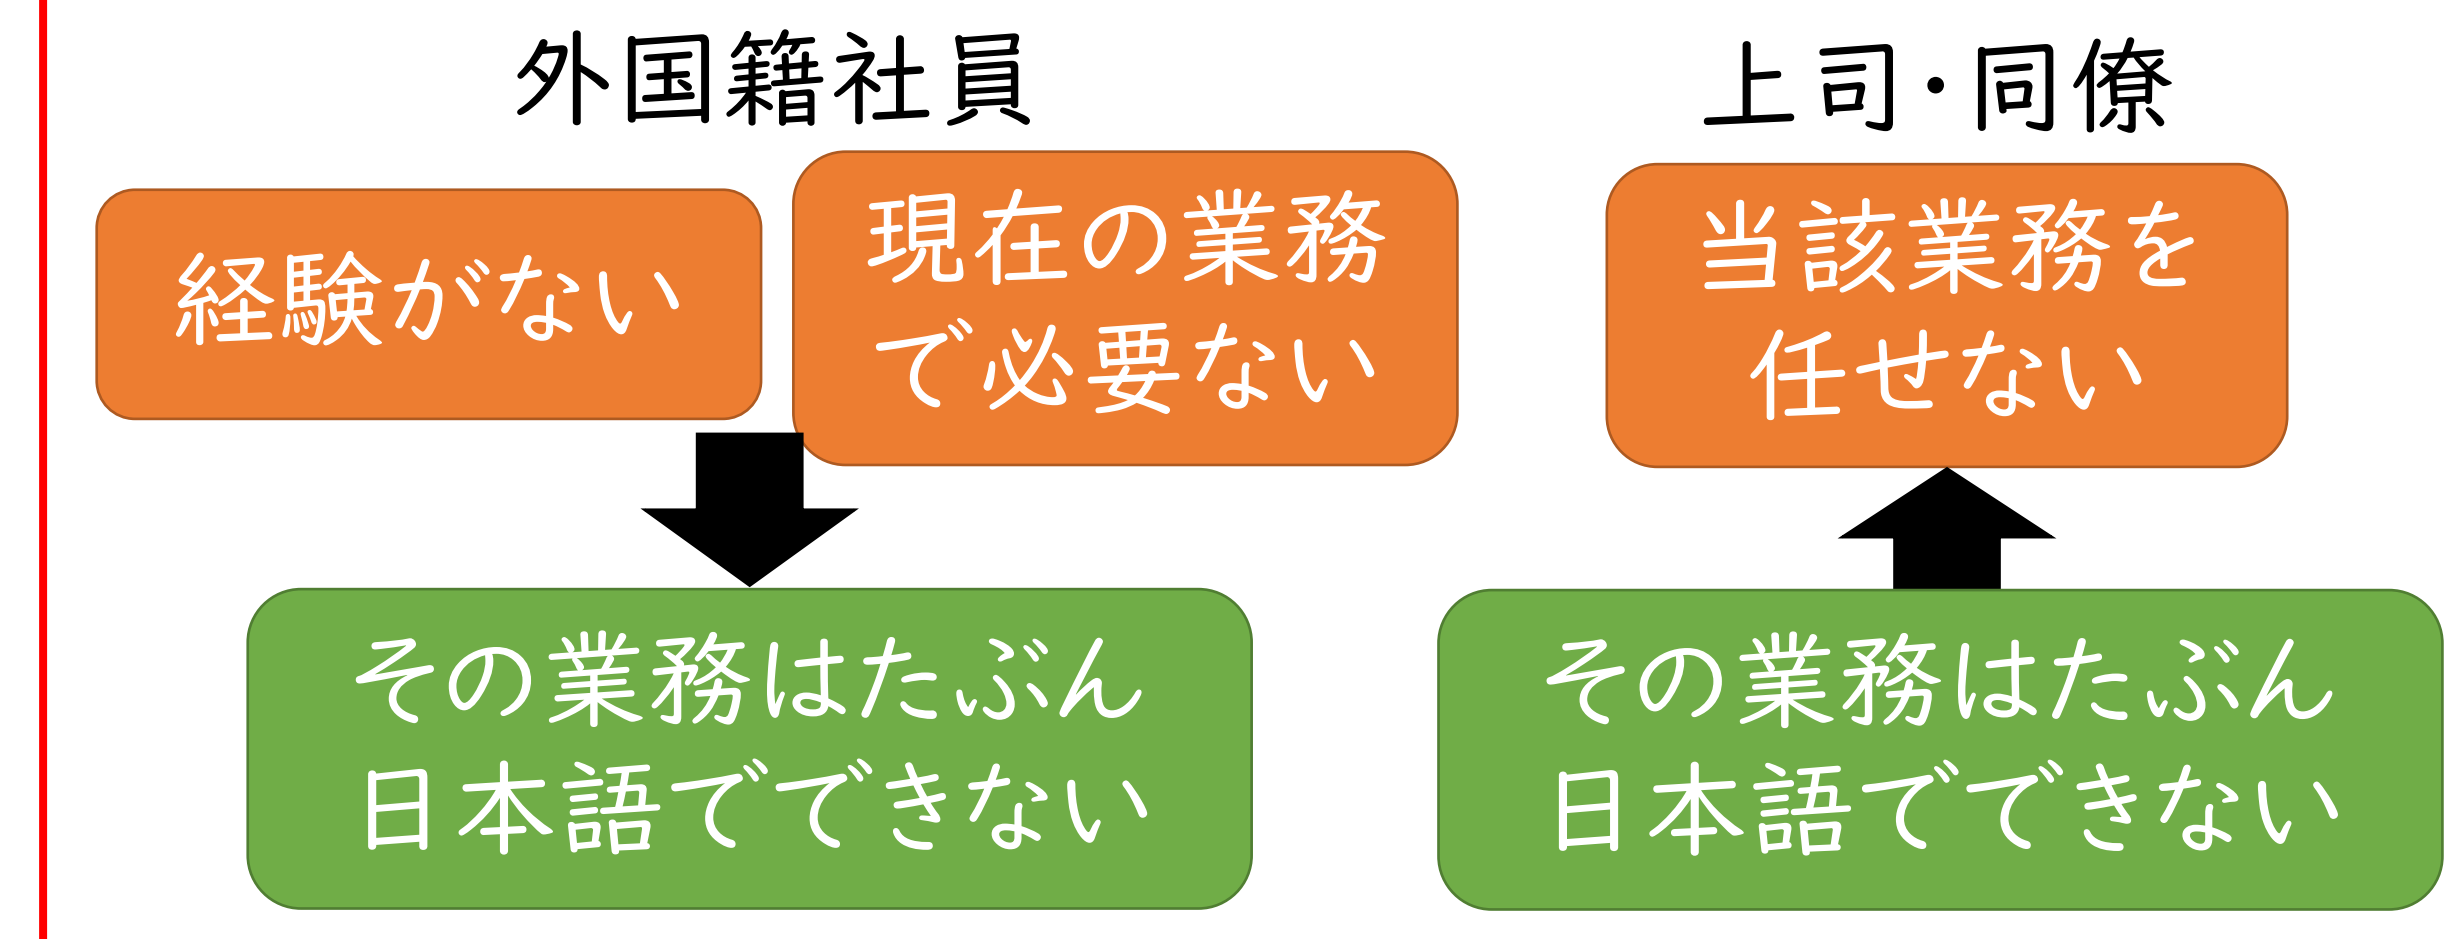 外国籍社員
経験がない
現在の業務
で必要ない
その業務はたぶん
日本語でできない
上司・同僚
当該業務を
任せない
その業務はたぶん
日本語でできない